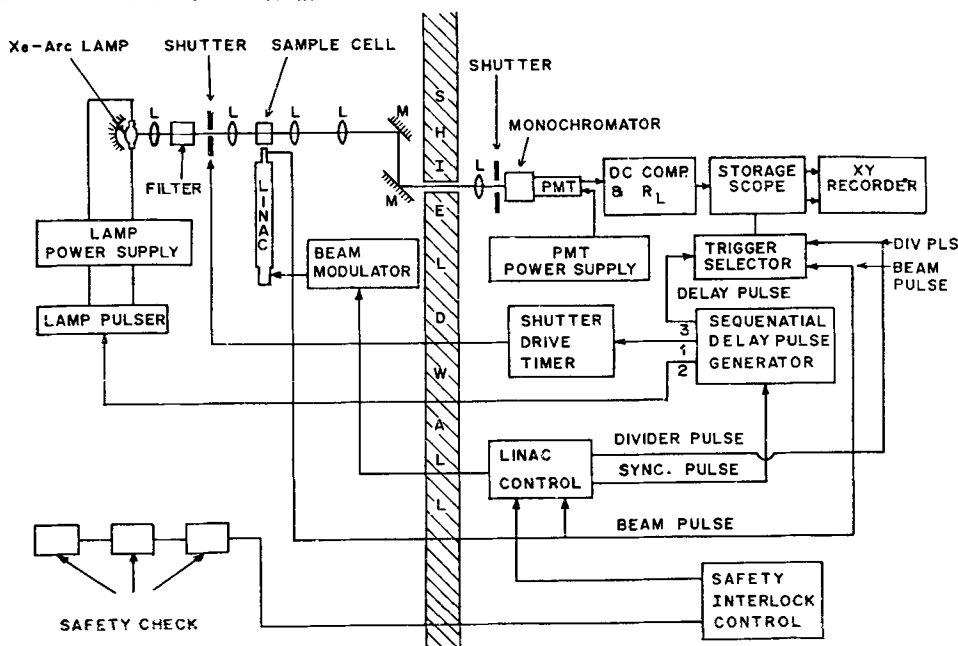 Xe-Arc LAMP
SHUTTER
SAMPLE CELL
L
L
L
L
M
M
FILTER
LINAC
LAMP
POWER SUPPLY
LAMP PULSER
BEAM
MODULATOR
SHIELD WALL
SHUTTER
L
MONOCHROMATOR
PMT
PMT
POWER SUPPLY
DC COMP.
& RL
STORAGE
SCOPE
XY
RECORDER
TRIGGER
SELECTOR
DIV PLS
BEAM
PULSE
DELAY PULSE
SHUTTER
DRIVE
TIMER
3
1
2
SEQUENATIAL
DELAY PULSE
GENERATOR
LINAC
CONTROL
DIVIDER PULSE
SYNC. PULSE
BEAM PULSE
SAFETY CHECK
SAFETY
INTERLOCK
CONTROL